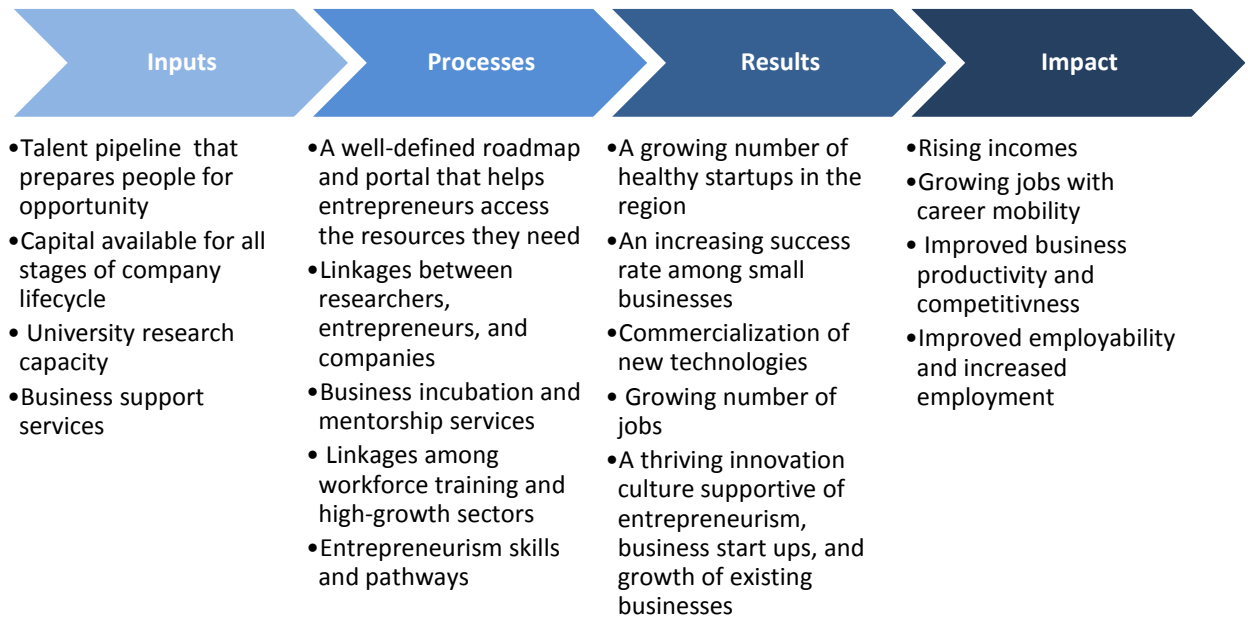 Inputs
Processes
Results
Impact
•Talent pipeline  that
prepares people for
opportunity
•Capital available for all
stages of company
lifecycle
• University research
capacity
•Business support
services
•A well-defined roadmap
and portal that helps
entrepreneurs access
the resources they need
•Linkages between
researchers,
entrepreneurs, and
companies
•Business incubation and
mentorship services
• Linkages among
workforce training and
high-growth sectors
•Entrepreneurism skills
and pathways
•A growing number of
healthy startups in the
region
•An increasing success
rate among small
businesses
•Commercialization of
new technologies
• Growing number of
jobs
•A thriving innovation
culture supportive of
entrepreneurism,
business start ups, and
growth of existing
businesses
•Rising incomes
•Growing jobs with
career mobility
• Improved business
productivity and
competitivness
•Improved employability
and increased
employment